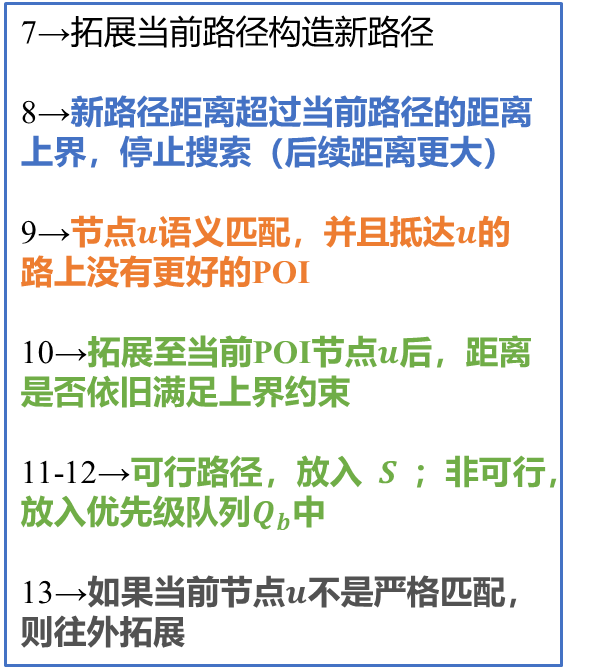 7→拓展当前路径构造新路径
8→新路径距离超过当前路径的距离
上界，停止搜索（后续距离更大）
9→节点u语义匹配，并且抵达u的
路上没有更好的POI
10→拓展至当前POI节点u后，距离
是否依旧满足上界约束
11-12→可行路径，放入 S ；非可行，
放入优先级队列Q_b中
13→如果当前节点u不是严格匹配，
则往外拓展